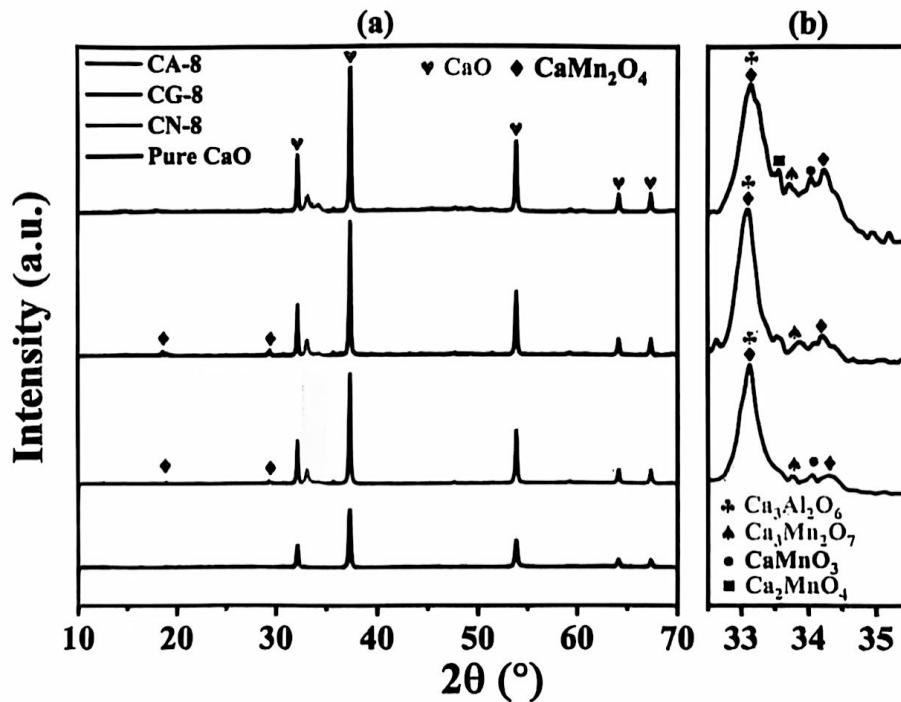 (a)
(b)
CA-8
CG-8
CN-8
Pure CaO
♥ CaO ♦ CaMn₂O₄
Intensity (a.u.)
♣ Ca₃Al₂O₆
♠ Ca₃Mn₂O₇
● CaMnO₃
■ Ca₂MnO₄
10 20 30 40 50 60 70
33 34 35
2θ (°)